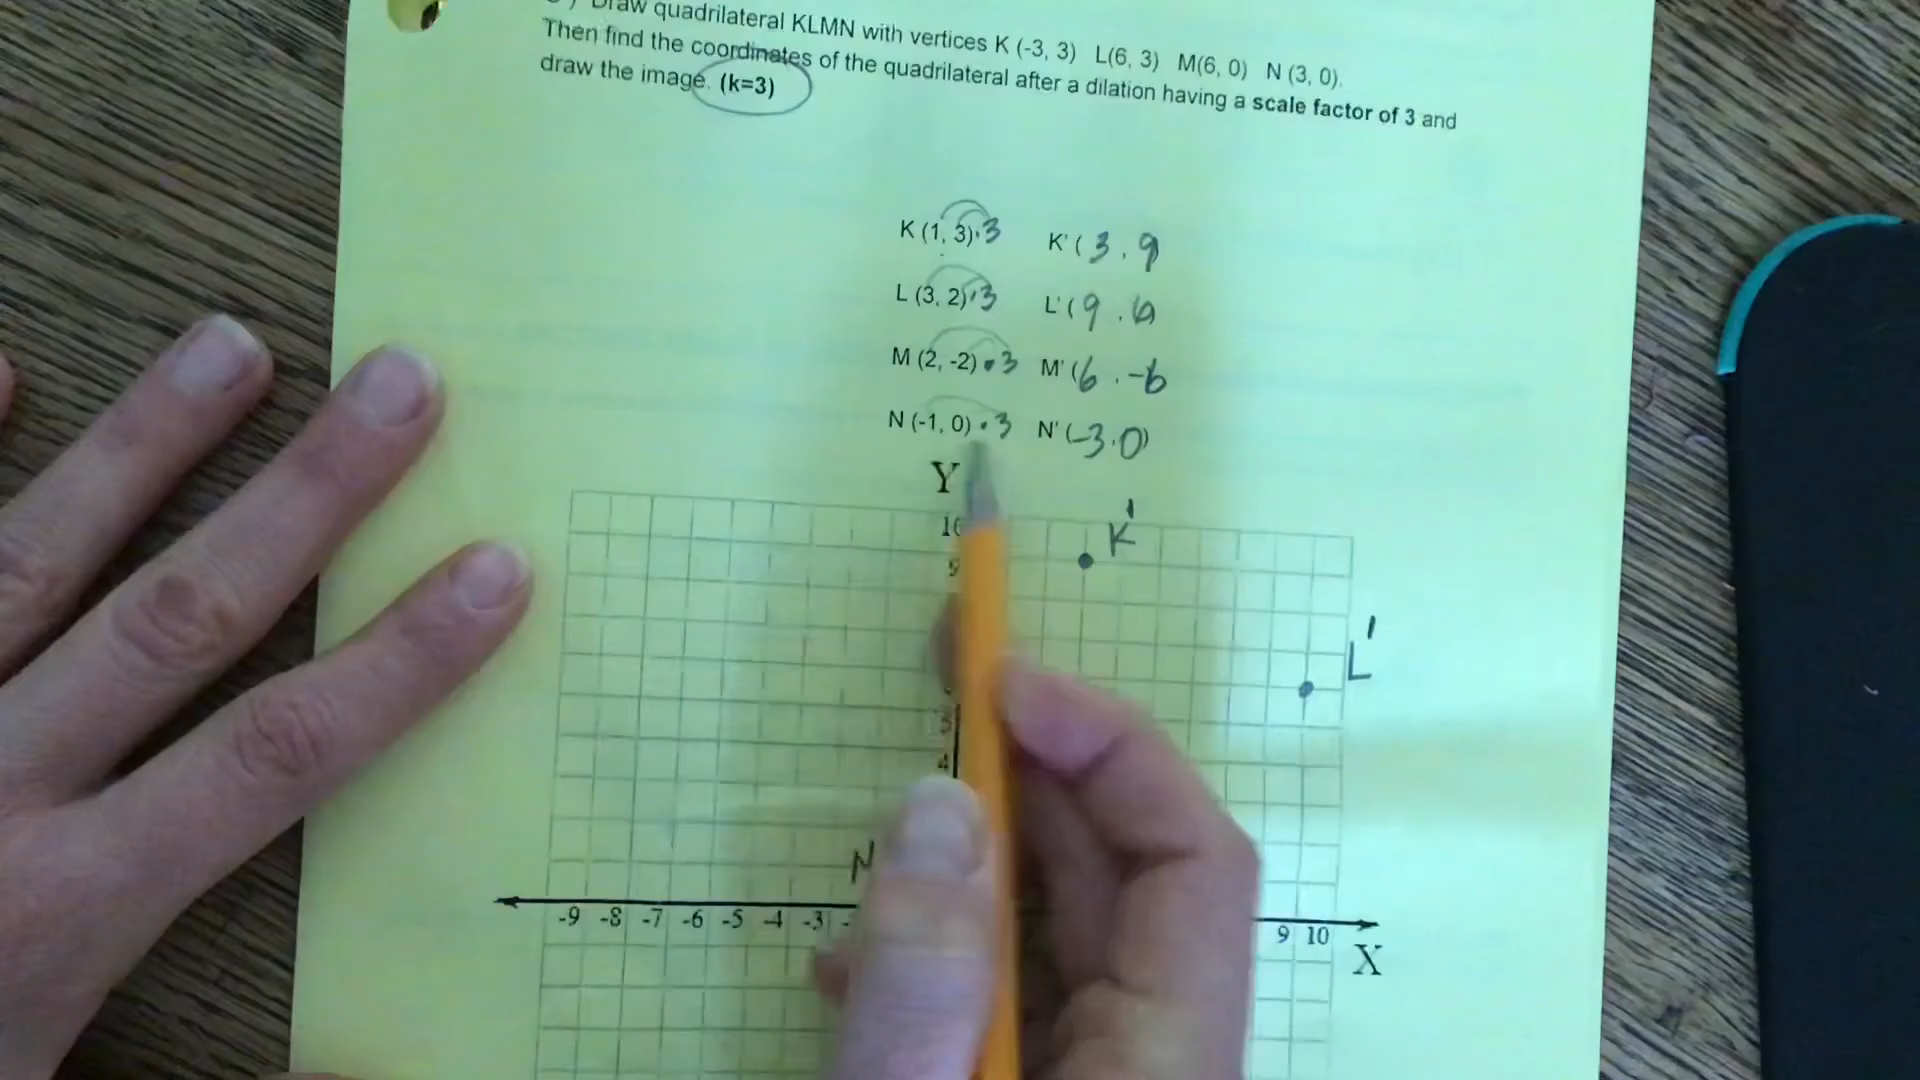 Draw quadrilateral KLMN with vertices K (-3, 3) L(6, 3) M(6, 0) N (3, 0).
Then find the coordinates of the quadrilateral after a dilation having a scale factor of 3 and
draw the image. (k=3)
K (1, 3)·3 K' ( 3 , 9
L (3, 2)·3 L' ( 9 , 6
M (2, -2)·3 M' (6 , -6
N (-1, 0)·3 N' (-3,0)
Y
K'
L'
4
N
-9 -8 -7 -6 -5 -4 -3 9 10
X